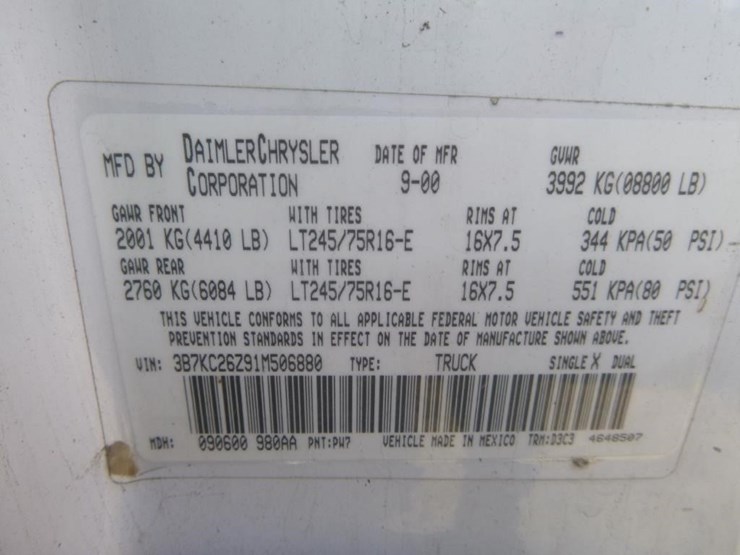 MFD BY DAIMLERCHRYSLER CORPORATION DATE OF MFR 9-00 GVWR 3992 KG(08800 LB)
GAWR FRONT WITH TIRES RIMS AT COLD
2001 KG(4410 LB) LT245/75R16-E 16X7.5 344 KPA(50 PSI)
GAWR REAR WITH TIRES RIMS AT COLD
2760 KG(6084 LB) LT245/75R16-E 16X7.5 551 KPA(80 PSI)
THIS VEHICLE CONFORMS TO ALL APPLICABLE FEDERAL MOTOR VEHICLE SAFETY AND THEFT
PREVENTION STANDARDS IN EFFECT ON THE DATE OF MANUFACTURE SHOWN ABOVE.
VIN: 3B7KC26Z91M506880 TYPE: TRUCK SINGLE X DUAL
MDH: 090600 980AA PNT:PW7 VEHICLE MADE IN MEXICO TRM:D3C3 4648507